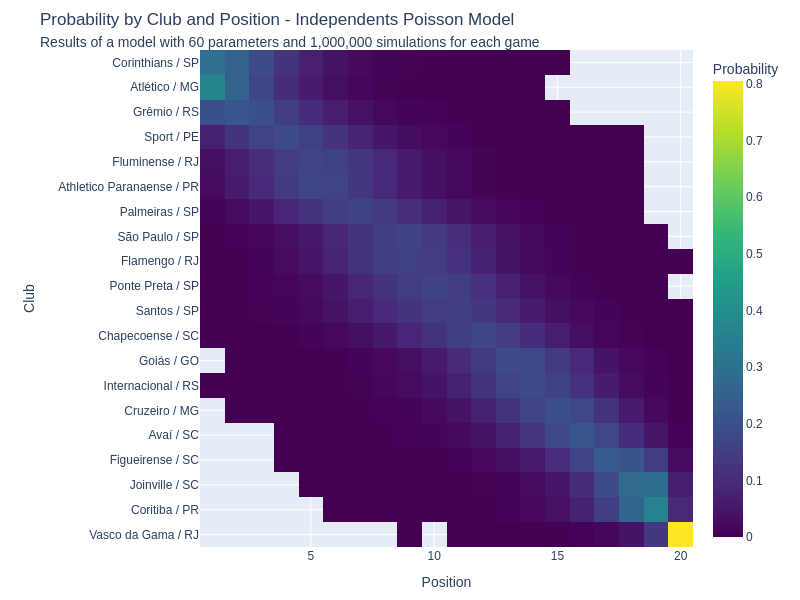 Probability by Club and Position - Independents Poisson Model
Results of a model with 60 parameters and 1,000,000 simulations for each game
Probability
Corinthians / SP
Atlético / MG
Grêmio / RS
Sport / PE
Fluminense / RJ
Athletico Paranaense / PR
Palmeiras / SP
São Paulo / SP
Flamengo / RJ
Ponte Preta / SP
Santos / SP
Chapecoense / SC
Goiás / GO
Internacional / RS
Cruzeiro / MG
Avaí / SC
Figueirense / SC
Joinville / SC
Coritiba / PR
Vasco da Gama / RJ
Club
5
10
15
20
Position
0.8
0.7
0.6
0.5
0.4
0.3
0.2
0.1
0